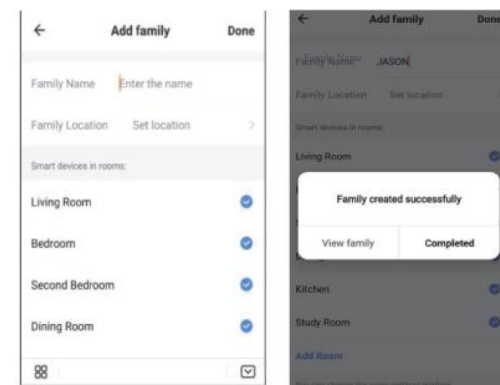 Add family
Done
Family Name Enter the name
Family Location Set location
Smart devices in rooms:
Living Room
Bedroom
Second Bedroom
Dining Room
Add family
Done
Family Name JASON
Family Location Set location
Smart devices in rooms:
Living Room
Family created successfully
View family Completed
Kitchen
Study Room
Add Room